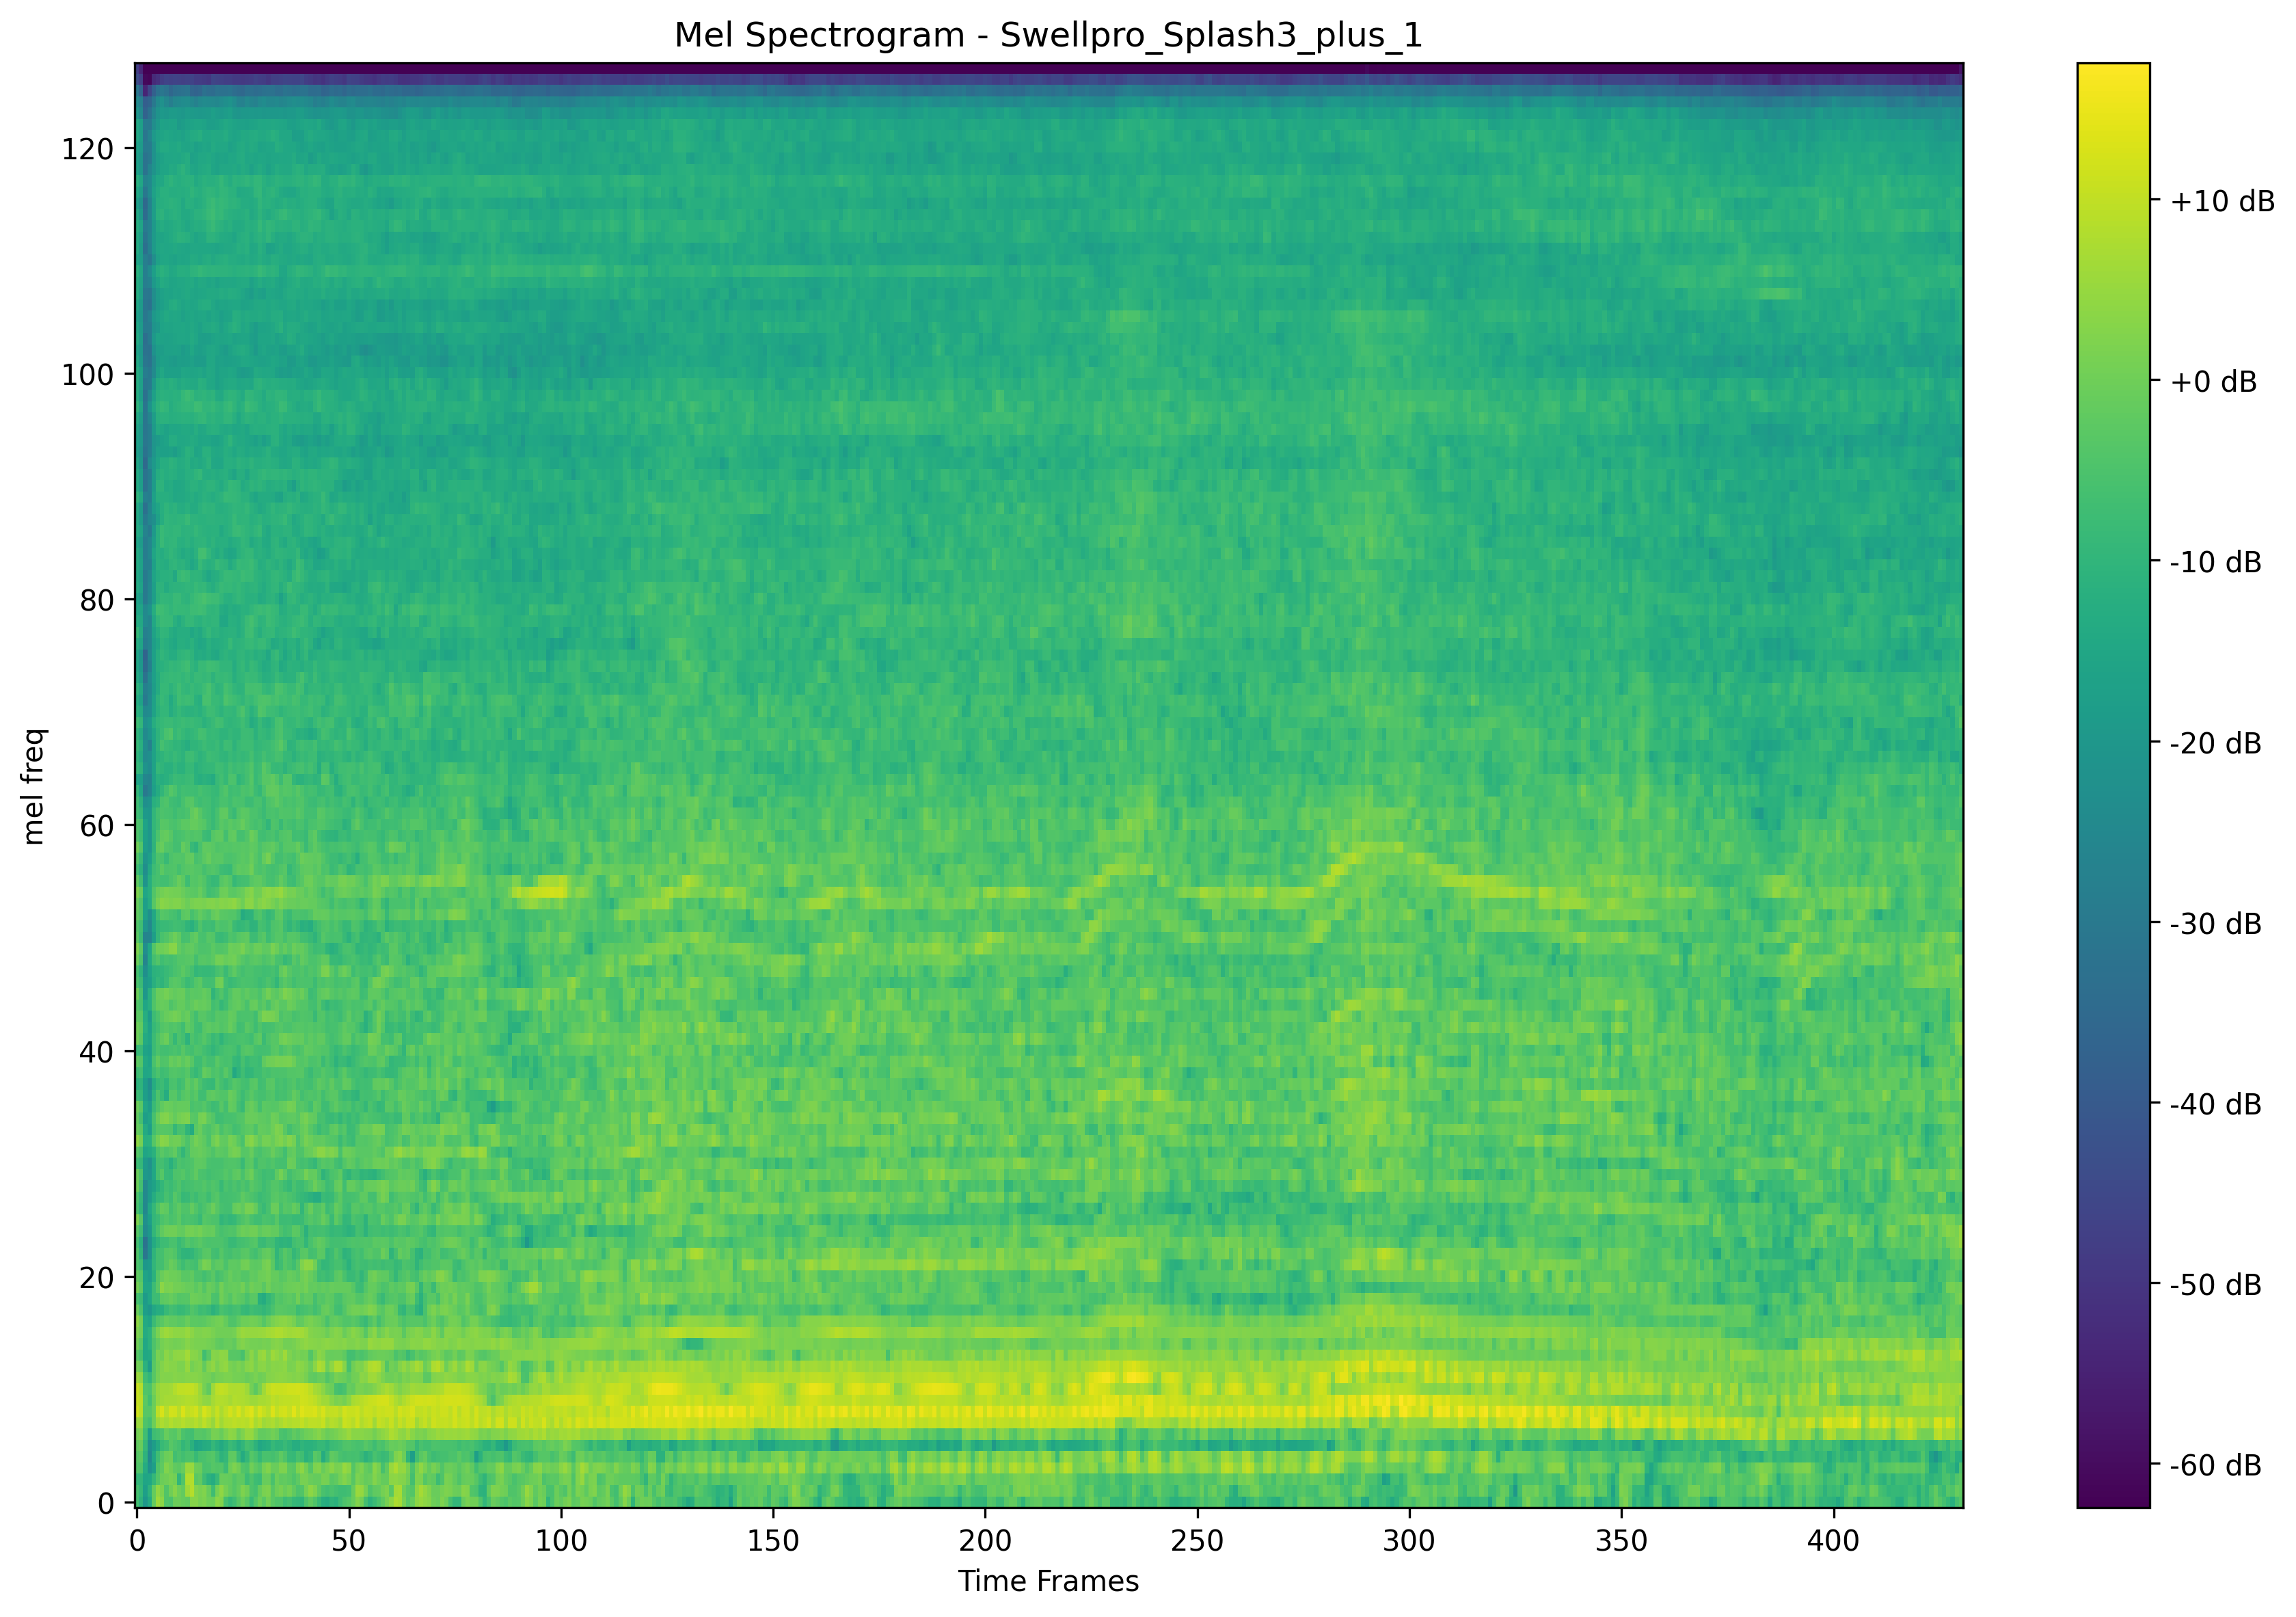 Mel Spectrogram - Swellpro_Splash3_plus_1
mel freq
120
100
80
60
40
20
0
0 50 100 150 200 250 300 350 400
Time Frames
+10 dB
+0 dB
-10 dB
-20 dB
-30 dB
-40 dB
-50 dB
-60 dB